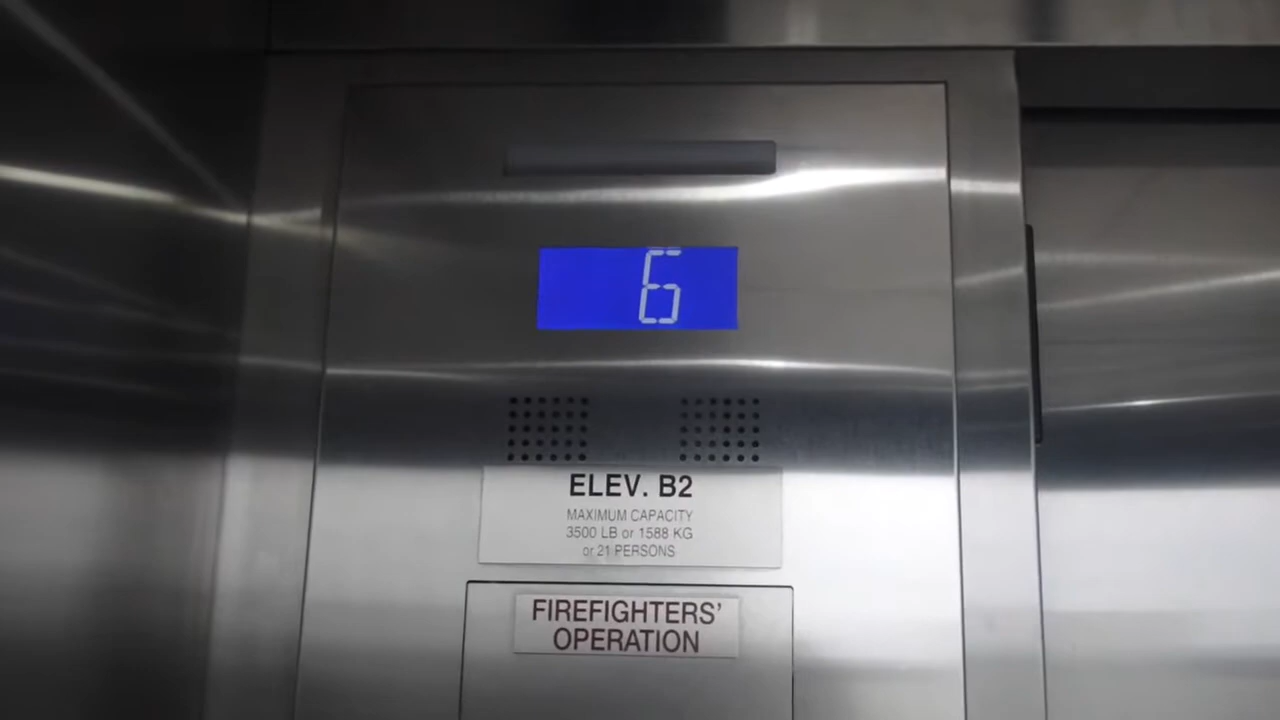 6
ELEV. B2
MAXIMUM CAPACITY
3500 LB or 1588 KG
or 21 PERSONS
FIREFIGHTERS'
OPERATION